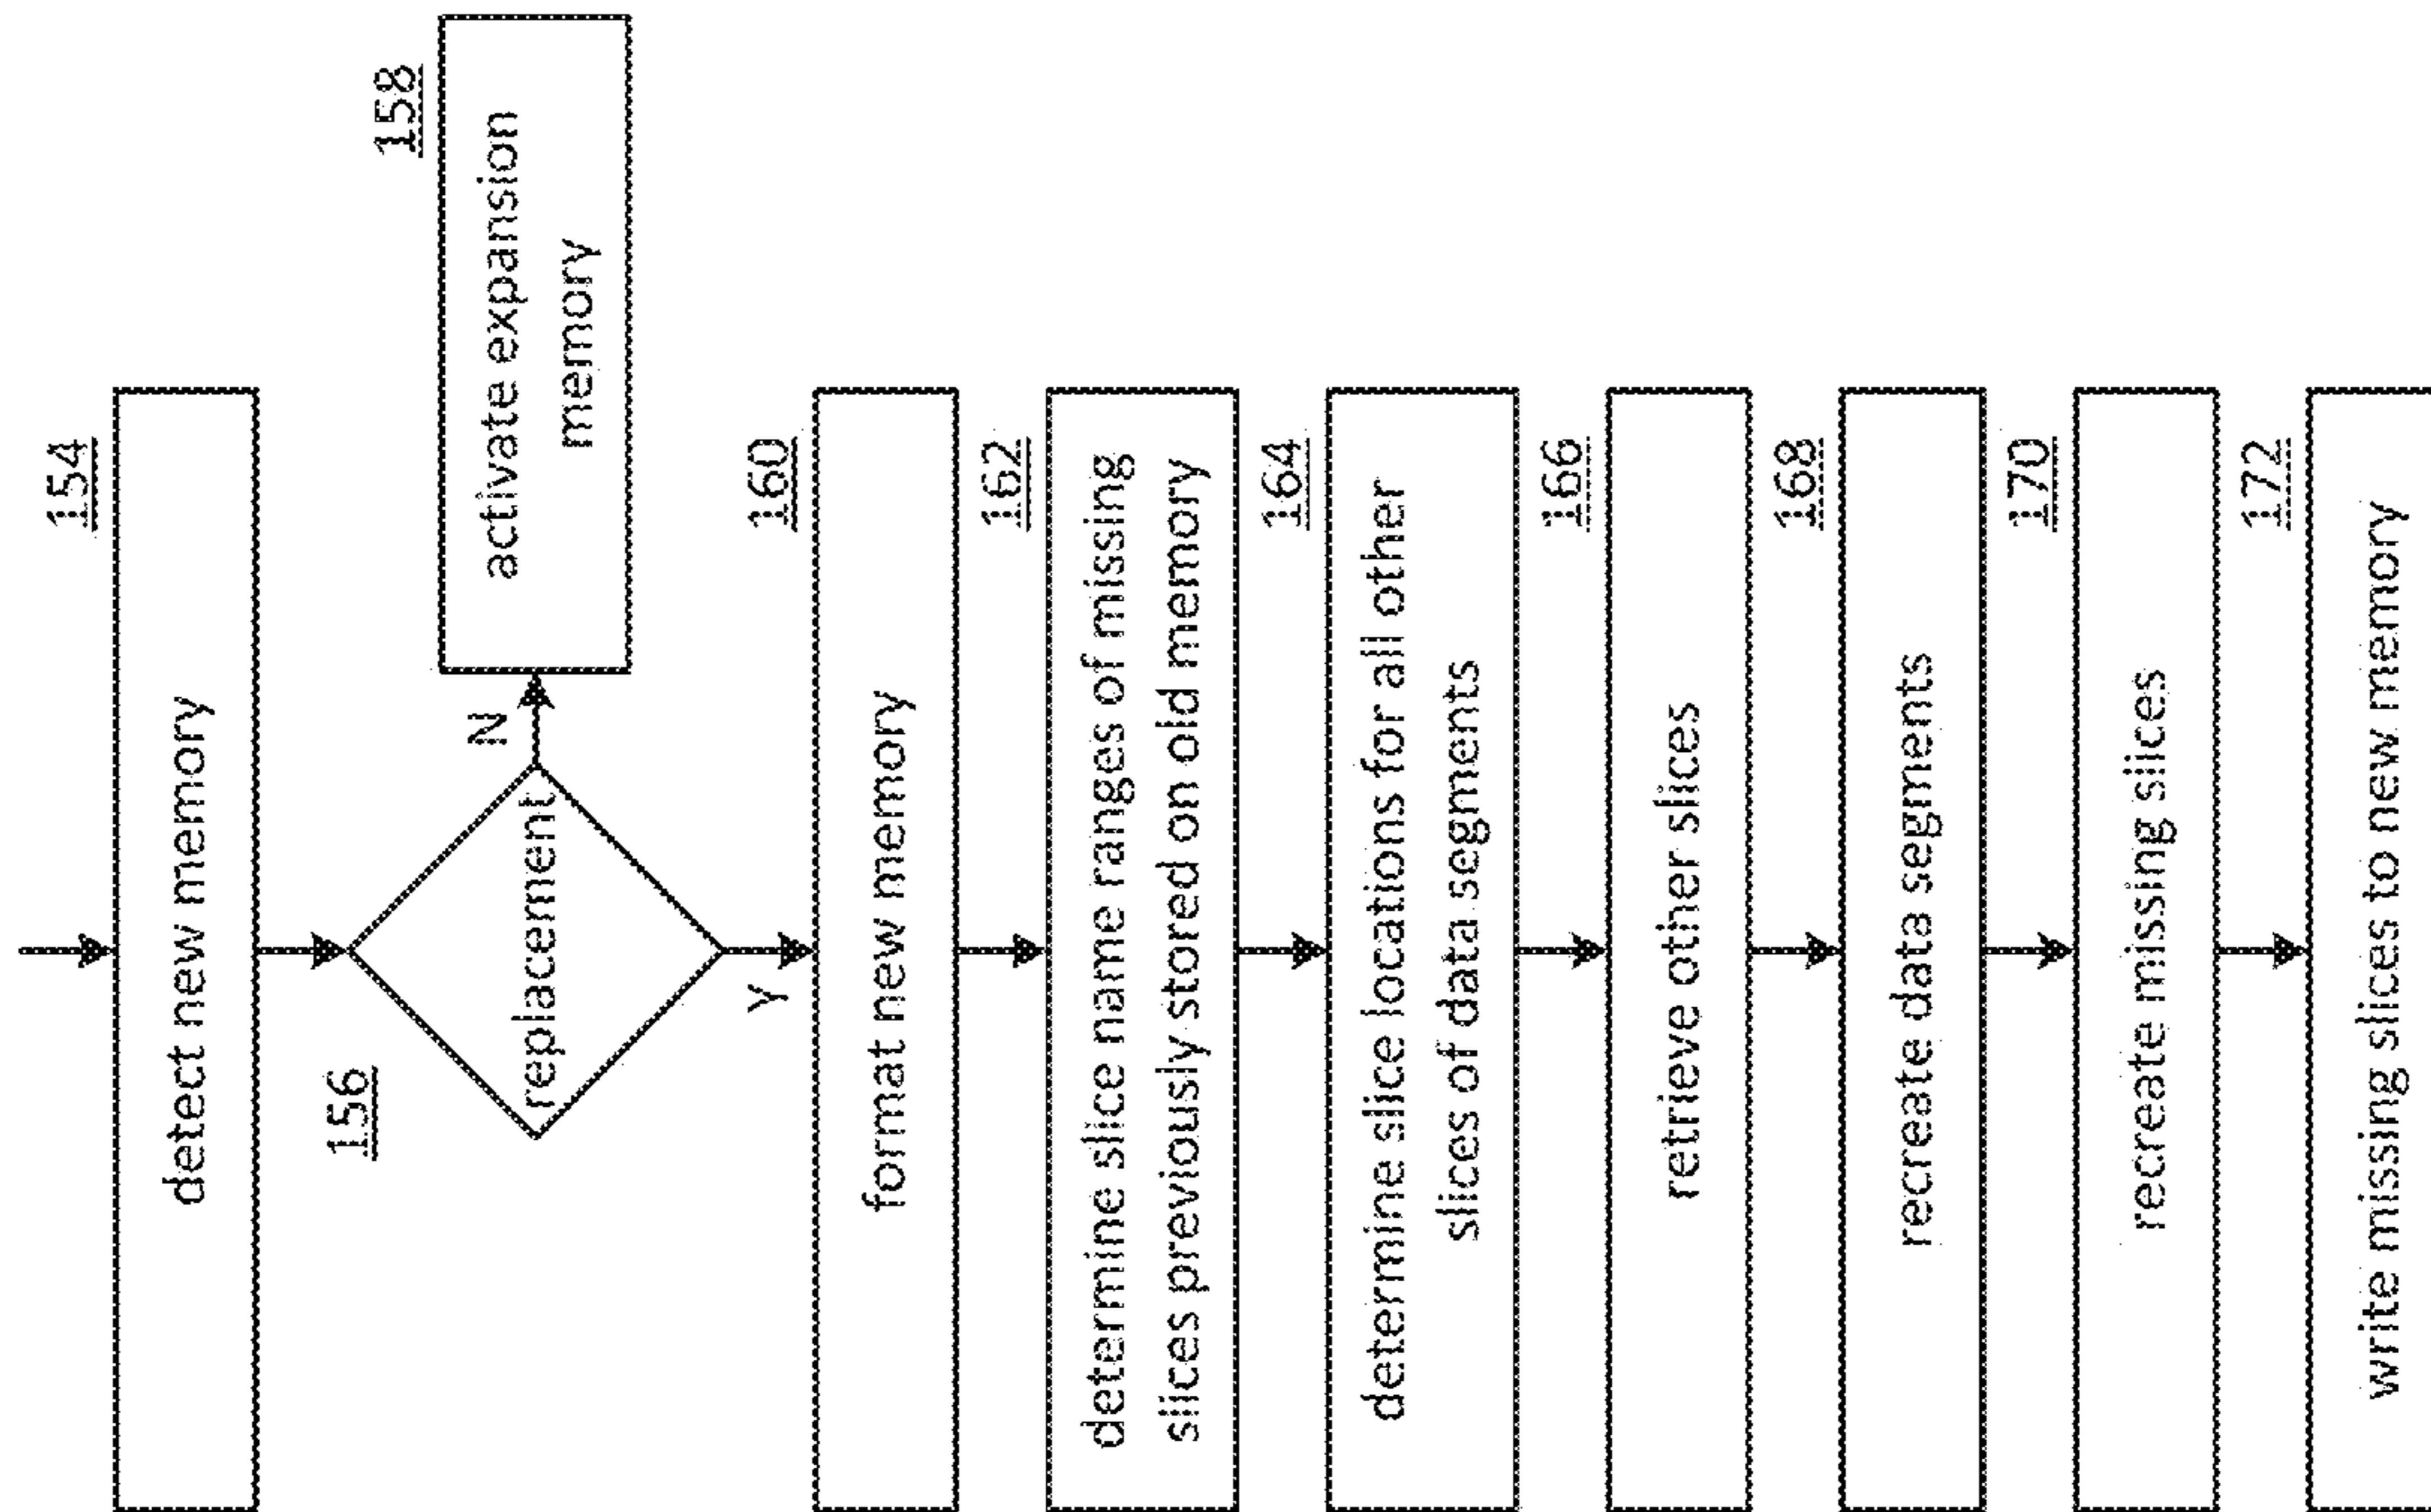 154
detect new memory
156
replacement
N
158
activate expansion
memory
Y
160
format new memory
162
determine slice name ranges of missing
slices previously stored on old memory
164
determine slice locations for all other
slices of data segments
166
retrieve other slices
168
recreate data segments
170
recreate missing slices
172
write missing slices to new memory